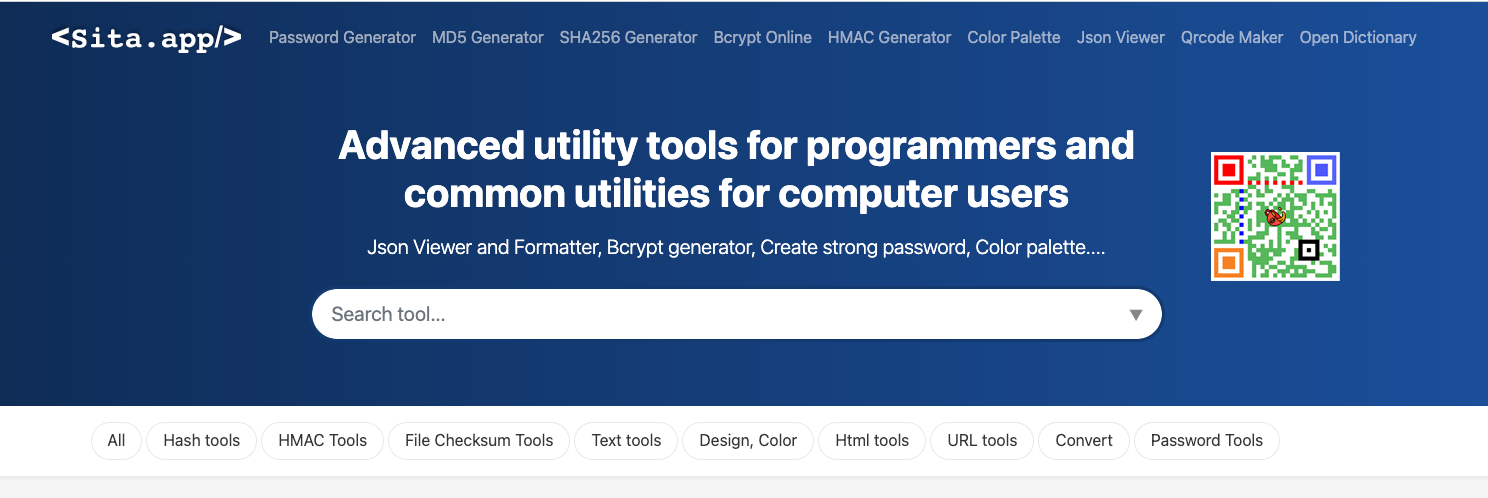 <Sita.app/> Password Generator MD5 Generator SHA256 Generator Bcrypt Online HMAC Generator Color Palette Json Viewer Qrcode Maker Open Dictionary
Advanced utility tools for programmers and
common utilities for computer users
Json Viewer and Formatter, Bcrypt generator, Create strong password, Color palette....
Search tool...
All Hash tools HMAC Tools File Checksum Tools Text tools Design, Color Html tools URL tools Convert Password Tools